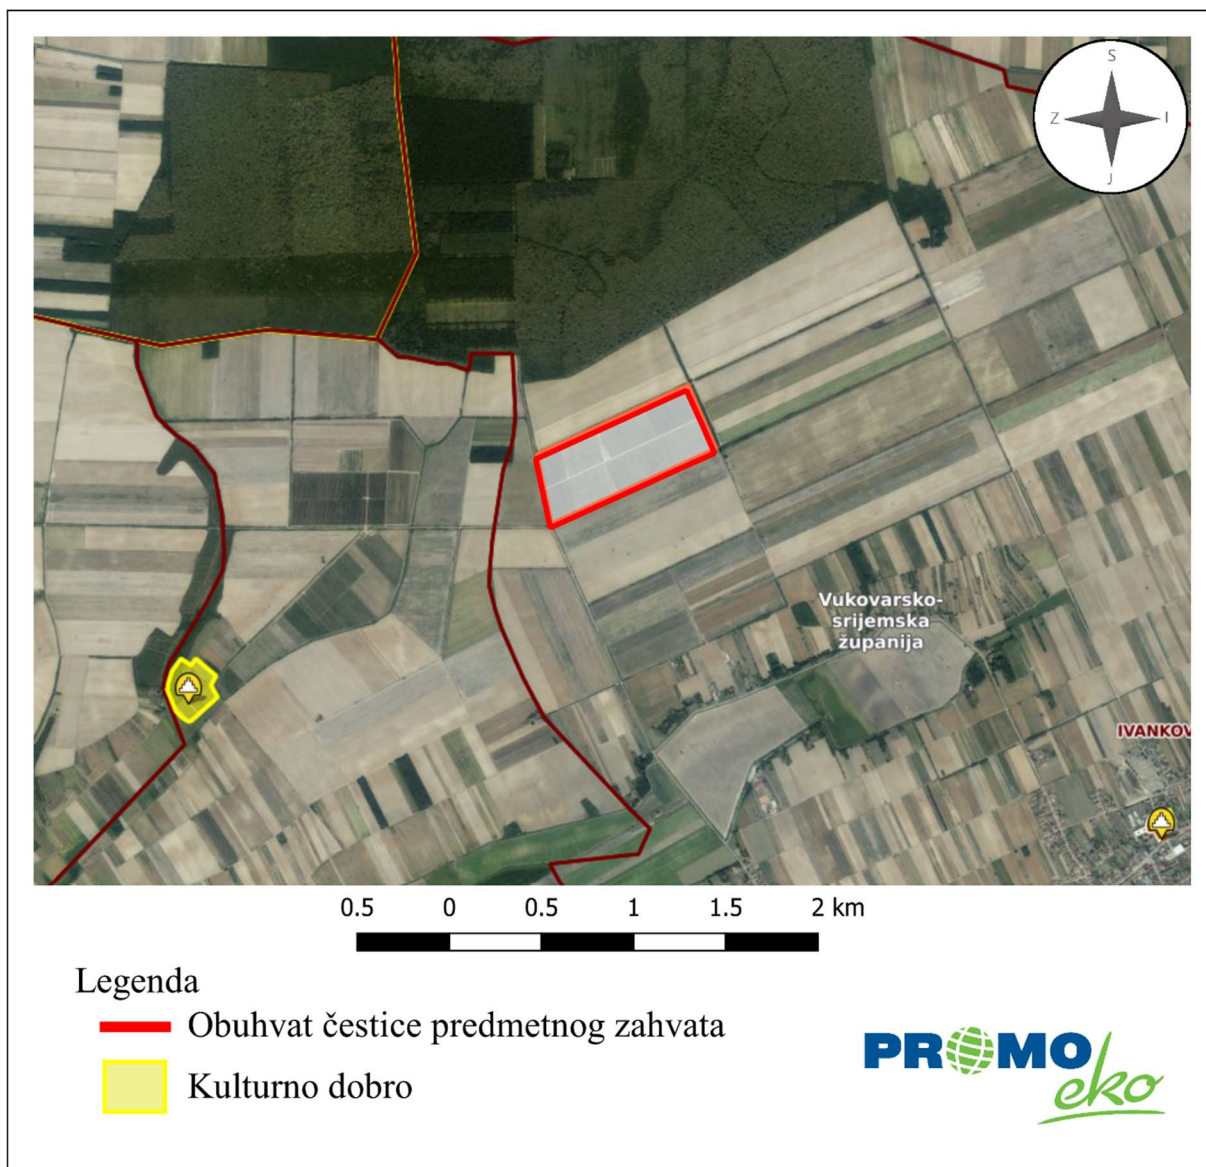 S
Z I
J
Vukovarsko-
srijemska
županija
IVANKOV
0.5 0 0.5 1 1.5 2 km
Legenda
Obuhvat čestice predmetnog zahvata
Kulturno dobro
PROMO
eko